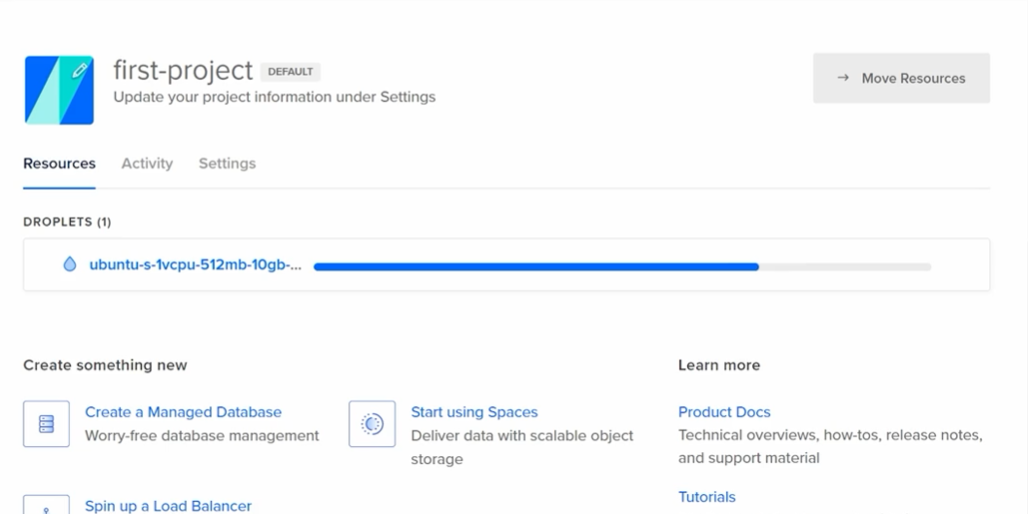 first-project DEFAULT
Update your project information under Settings
→ Move Resources
Resources Activity Settings
DROPLETS (1)
ubuntu-s-1vcpu-512mb-10gb-...
Create something new
Create a Managed Database
Worry-free database management
Start using Spaces
Deliver data with scalable object
storage
Spin up a Load Balancer
Learn more
Product Docs
Technical overviews, how-tos, release notes,
and support material
Tutorials